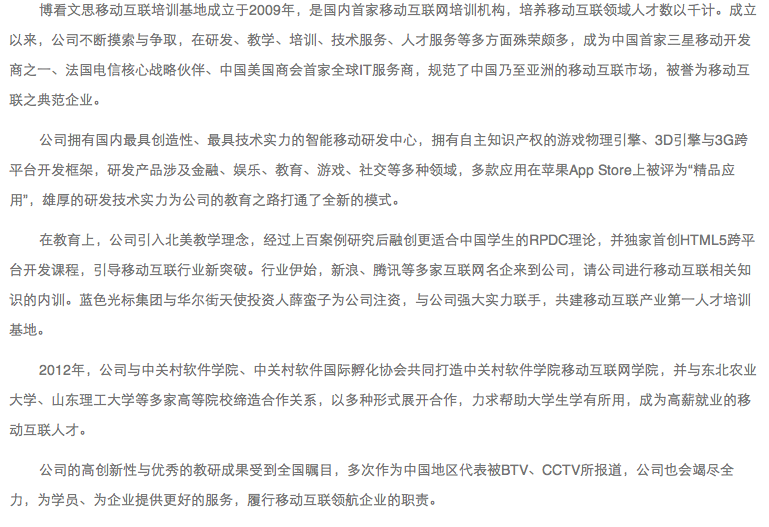 博看文思移动互联培训基地成立于2009年，是国内首家移动互联网培训机构，培养移动互联领域人才数以千计。成立
以来，公司不断摸索与争取，在研发、教学、培训、技术服务、人才服务等多方面殊荣颇多，成为中国首家三星移动开发
商之一、法国电信核心战略伙伴、中国美国商会首家全球IT服务商，规范了中国乃至亚洲的移动互联市场，被誉为移动互
联之典范企业。
公司拥有国内最具创造性、最具技术实力的智能移动研发中心，拥有自主知识产权的游戏物理引擎、3D引擎与3G跨
平台开发框架，研发产品涉及金融、娱乐、教育、游戏、社交等多种领域，多款应用在苹果App Store上被评为“精品应
用”，雄厚的研发技术实力为公司的教育之路打通了全新的模式。
在教育上，公司引入北美教学理念，经过上百案例研究后融创更适合中国学生的RPDC理论，并独家首创HTML5跨平
台开发课程，引导移动互联行业新突破。行业伊始，新浪、腾讯等多家互联网名企来到公司，请公司进行移动互联相关知
识的内训。蓝色光标集团与华尔街天使投资人薛蛮子为公司注资，与公司强大实力联手，共建移动互联产业第一人才培训
基地。
2012年，公司与中关村软件学院、中关村软件国际孵化协会共同打造中关村软件学院移动互联网学院，并与东北农业
大学、山东理工大学等多家高等院校缔造合作关系，以多种形式展开合作，力求帮助大学生学有所用，成为高薪就业的移
动互联人才。
公司的高创新性与优秀的教研成果受到全国瞩目，多次作为中国地区代表被BTV、CCTV所报道，公司也会竭尽全
力，为学员、为企业提供更好的服务，履行移动互联领航企业的职责。